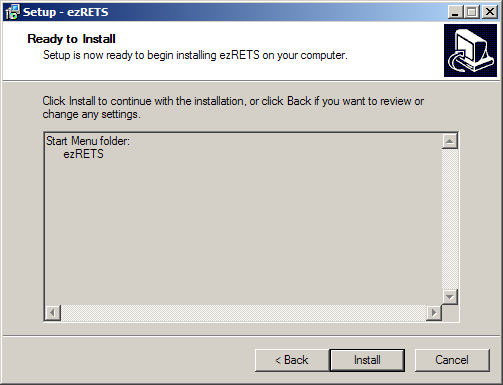 Setup - ezRETS
Ready to Install
Setup is now ready to begin installing ezRETS on your computer.
Click Install to continue with the installation, or click Back if you want to review or
change any settings.
Start Menu folder:
ezRETS
< Back
Install
Cancel